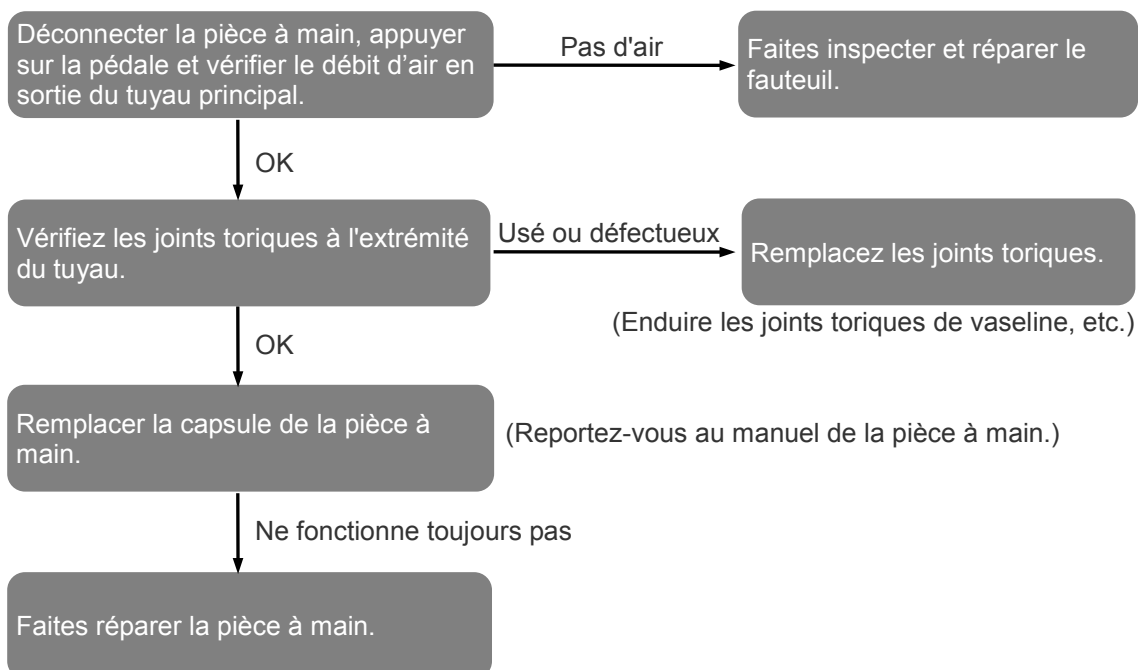 Déconnecter la pièce à main, appuyer
sur la pédale et vérifier le débit d’air en
sortie du tuyau principal.
Pas d'air
Faites inspecter et réparer le
fauteuil.
OK
Vérifiez les joints toriques à l'extrémité
du tuyau.
Usé ou défectueux
Remplacez les joints toriques.
(Enduire les joints toriques de vaseline, etc.)
OK
Remplacer la capsule de la pièce à
main.
(Reportez-vous au manuel de la pièce à main.)
Ne fonctionne toujours pas
Faites réparer la pièce à main.